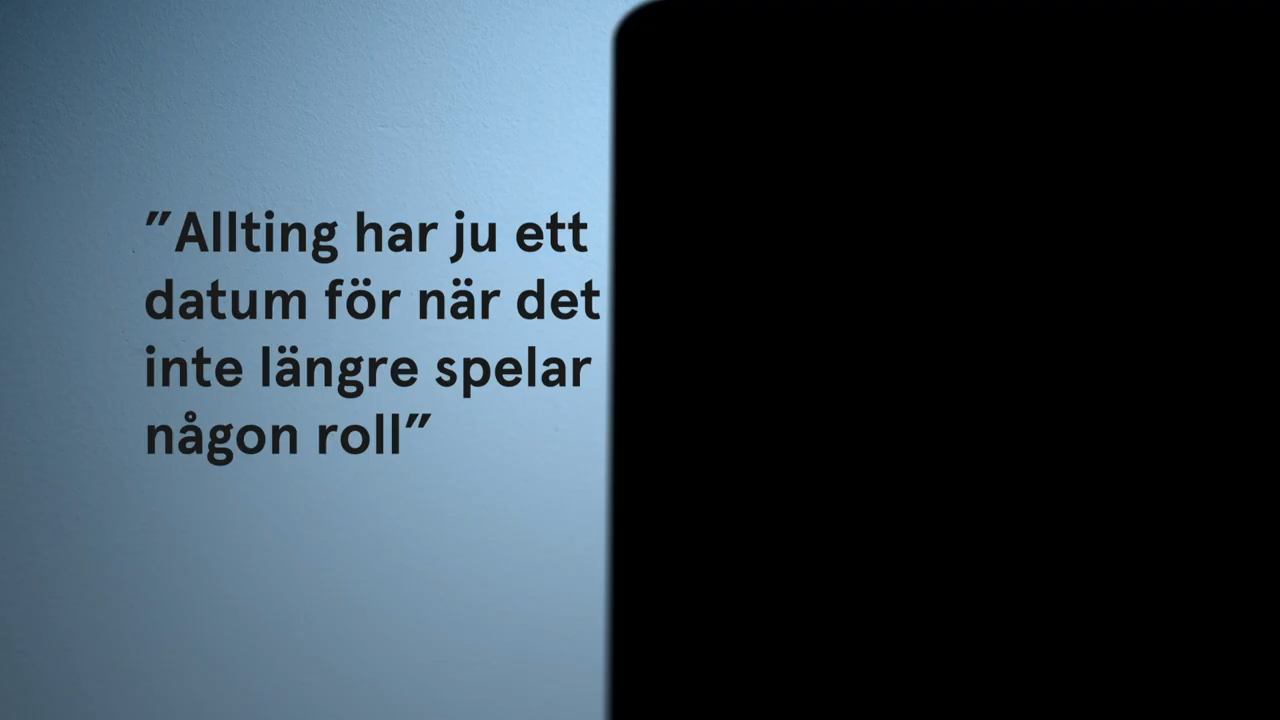 ”Allting har ju ett
datum för när det
inte längre spelar
någon roll”